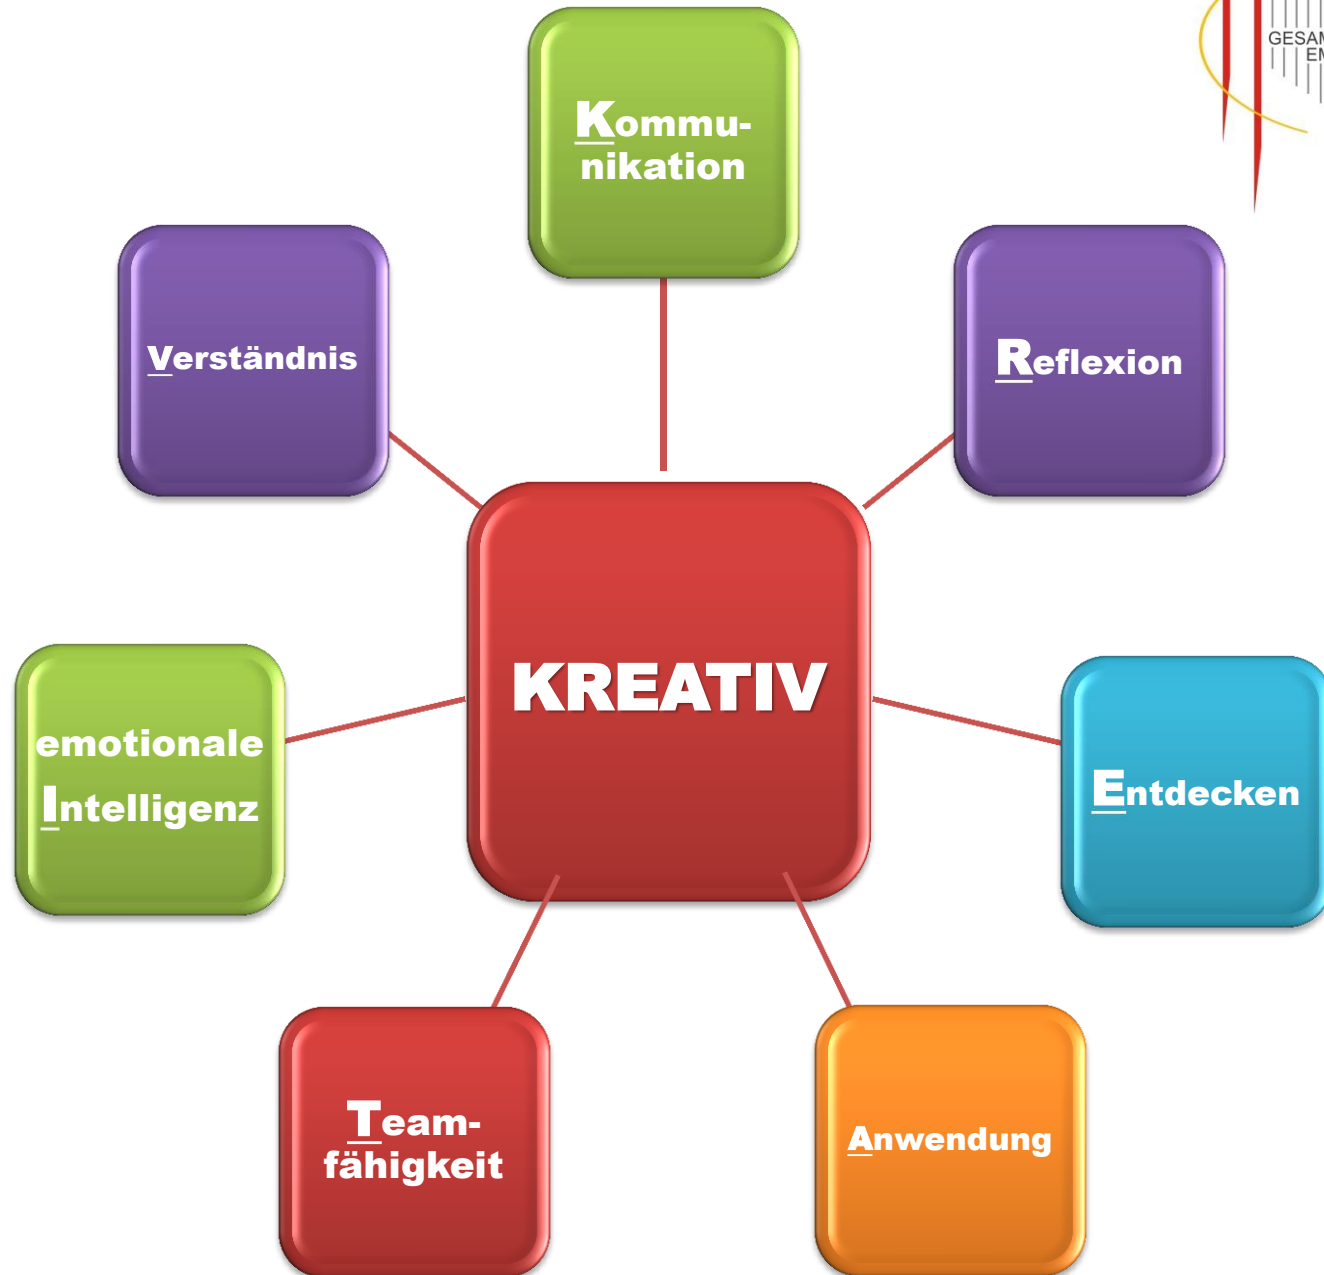 Kommu-
nikation
Reflexion
Entdecken
Anwendung
Team-
fähigkeit
emotionale
Intelligenz
Verständnis
KREATIV